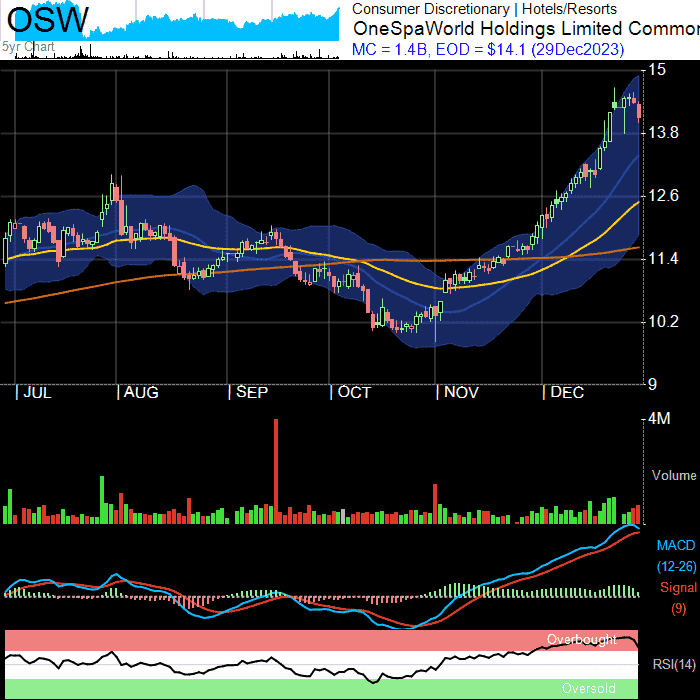 OSW
5yr Chart
Consumer Discretionary | Hotels/Resorts
OneSpaWorld Holdings Limited Common
MC = 1.4B, EOD = $14.1 (29Dec2023)
15
13.8
12.6
11.4
10.2
9
| JUL | AUG | SEP | OCT | NOV | DEC
4M
Volume
MACD
(12-26)
Signal
(9)
Overbought
RSI(14)
Oversold